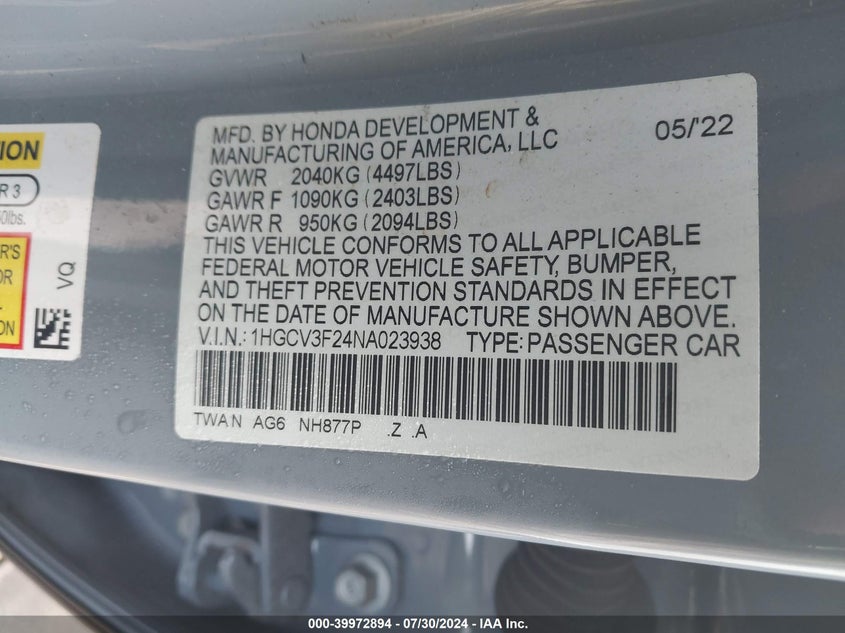 MFD. BY HONDA DEVELOPMENT & 05/'22
MANUFACTURING OF AMERICA, LLC
GVWR 2040KG (4497LBS)
GAWR F 1090KG (2403LBS)
GAWR R 950KG (2094LBS)
THIS VEHICLE CONFORMS TO ALL APPLICABLE
FEDERAL MOTOR VEHICLE SAFETY, BUMPER,
AND THEFT PREVENTION STANDARDS IN EFFECT
ON THE DATE OF MANUFACTURE SHOWN ABOVE.
V.I.N.: 1HGCV3F24NA023938 TYPE: PASSENGER CAR
TWAN AG6 NH877P .Z .A
R 3
lbs.
VQ
000-39972894 - 07/30/2024 - IAA Inc.